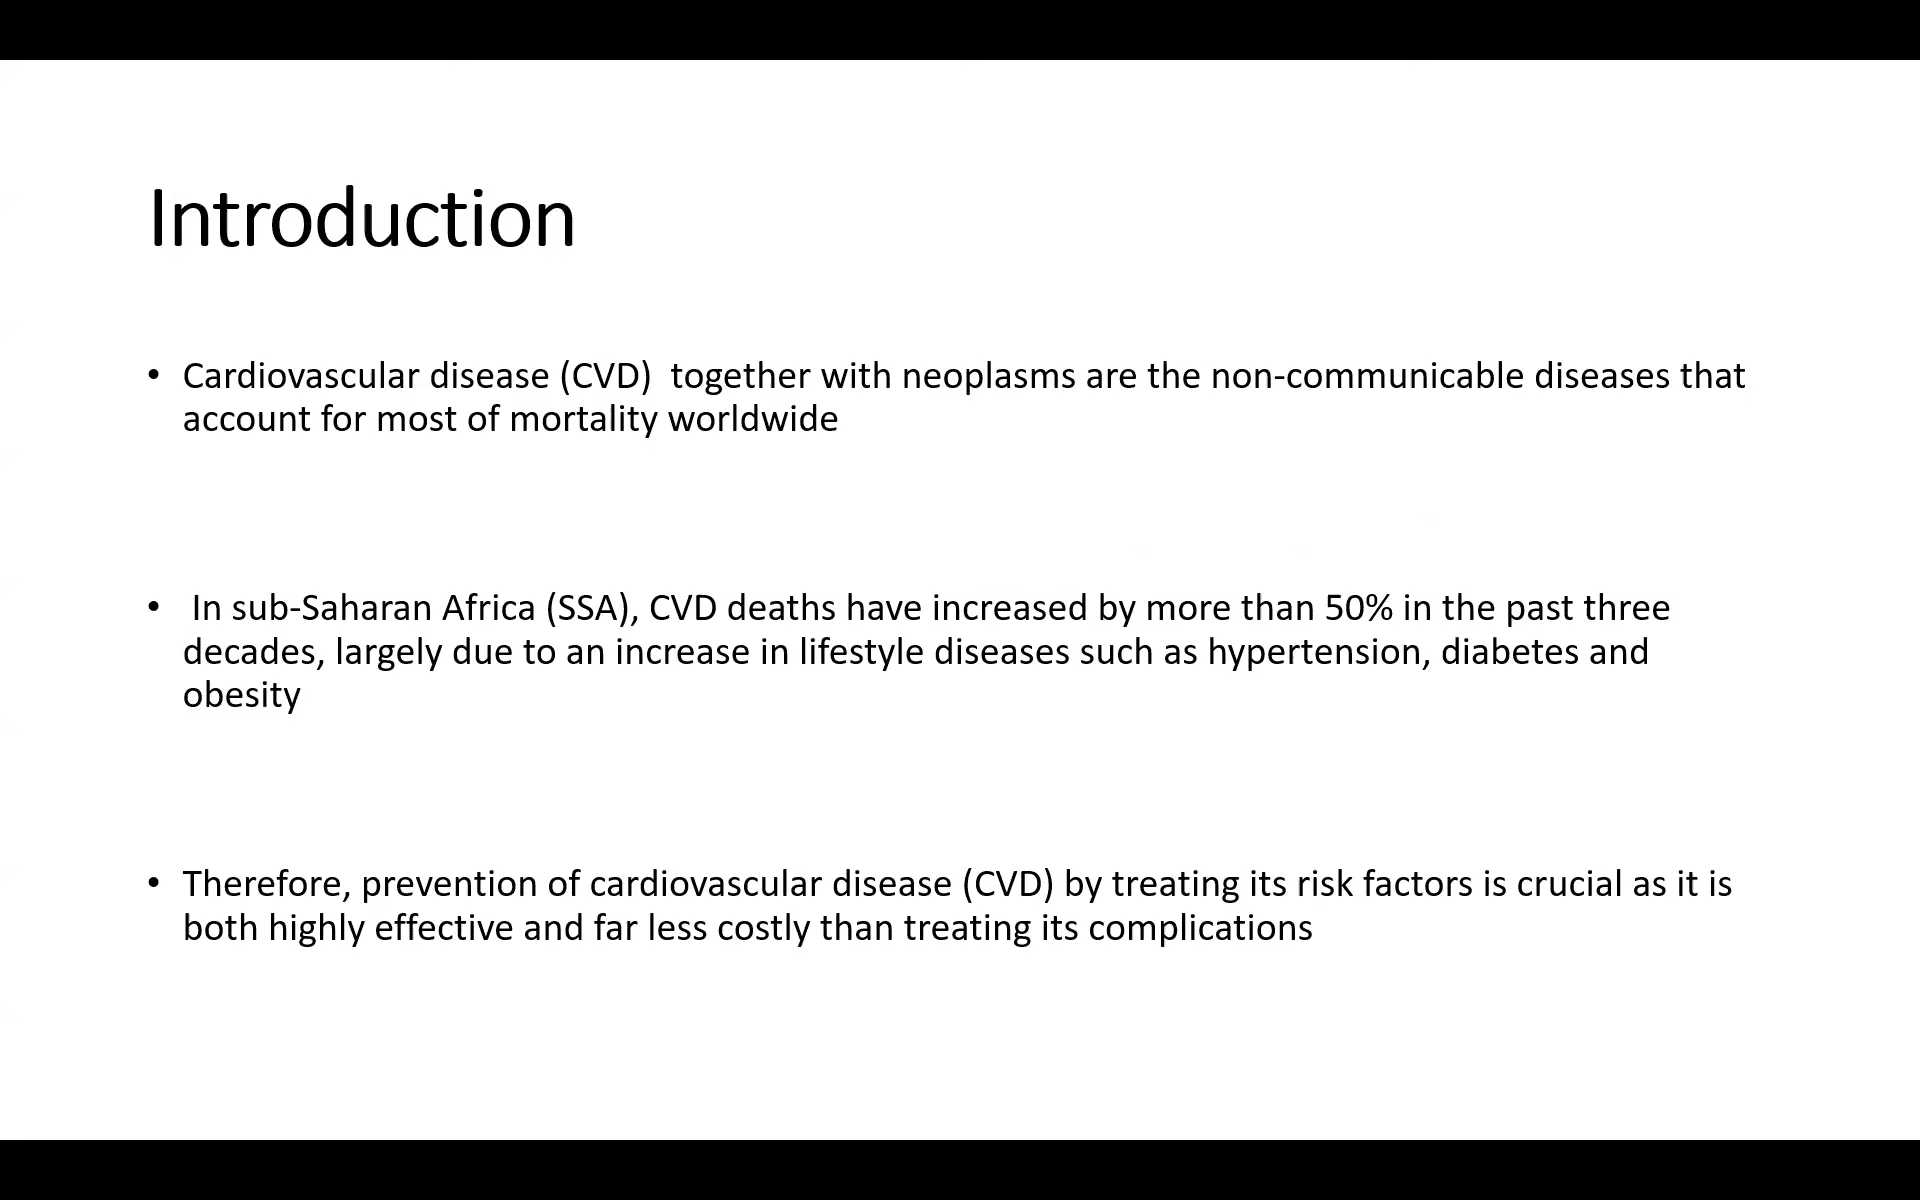 Introduction
• Cardiovascular disease (CVD)  together with neoplasms are the non-communicable diseases that
account for most of mortality worldwide
•  In sub-Saharan Africa (SSA), CVD deaths have increased by more than 50% in the past three
decades, largely due to an increase in lifestyle diseases such as hypertension, diabetes and
obesity
• Therefore, prevention of cardiovascular disease (CVD) by treating its risk factors is crucial as it is
both highly effective and far less costly than treating its complications